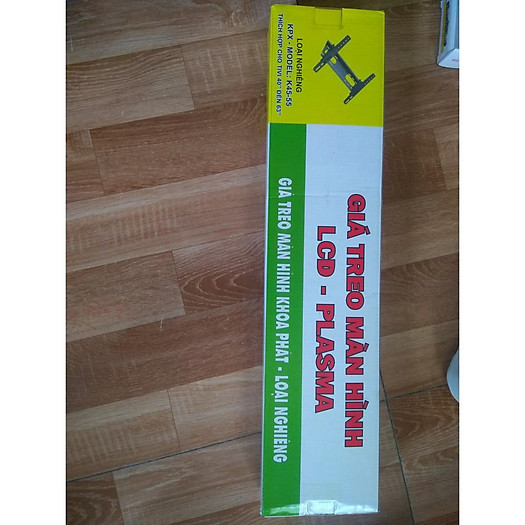 LOẠI NGHIÊNG
KPX - MODEL: K45-55
THÍCH HỢP CHO TIVI 40" ĐẾN 63"
GIÁ TREO MÀN HÌNH
LCD - PLASMA
GIÁ TREO MÀN HÌNH KHOA PHÁT - LOẠI NGHIÊNG